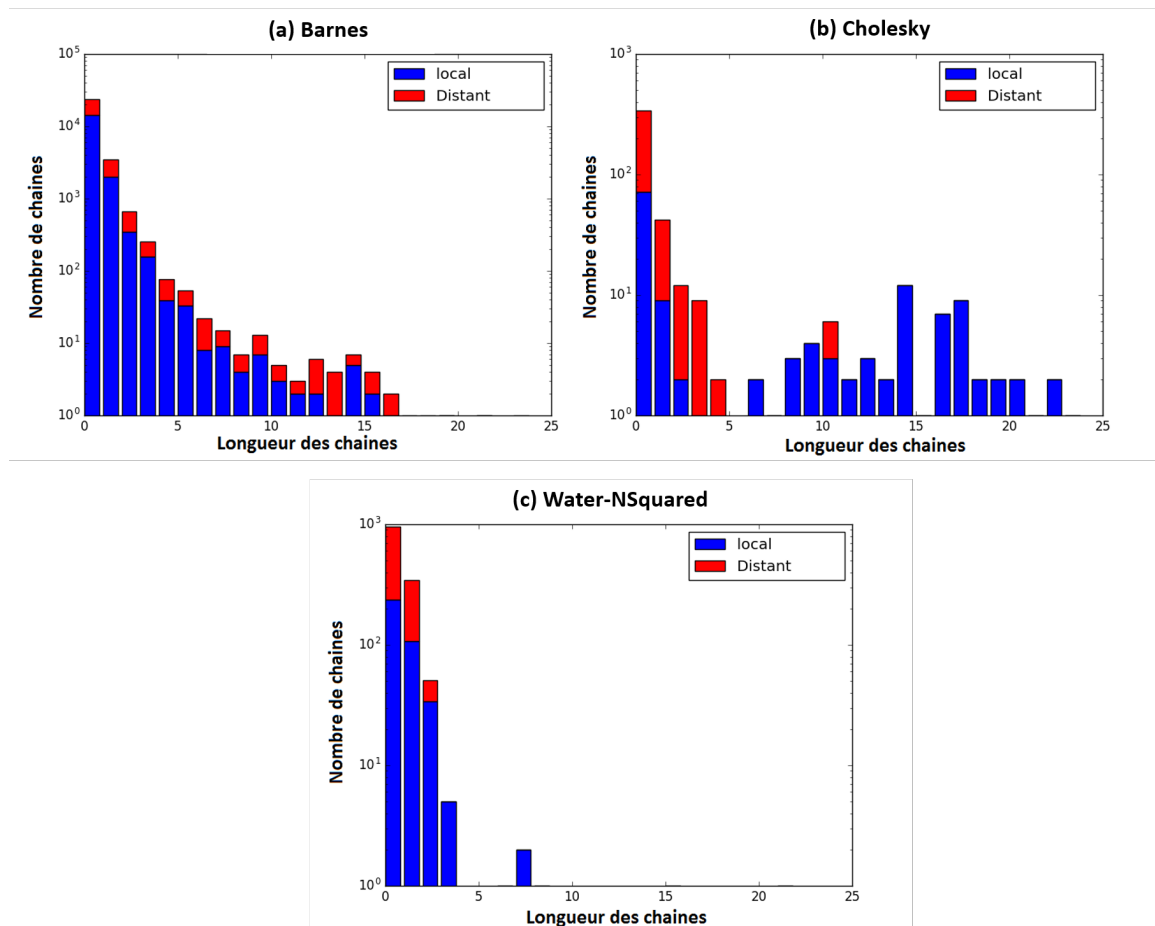 (a) Barnes
10^5
10^4
10^3
10^2
10^1
10^0
Nombre de chaines
local
Distant
0 5 10 15 20 25
Longueur des chaines
(b) Cholesky
10^3
10^2
10^1
10^0
Nombre de chaines
local
Distant
0 5 10 15 20 25
Longueur des chaines
(c) Water-NSquared
10^3
10^2
10^1
10^0
Nombre de chaines
local
Distant
0 5 10 15 20 25
Longueur des chaines